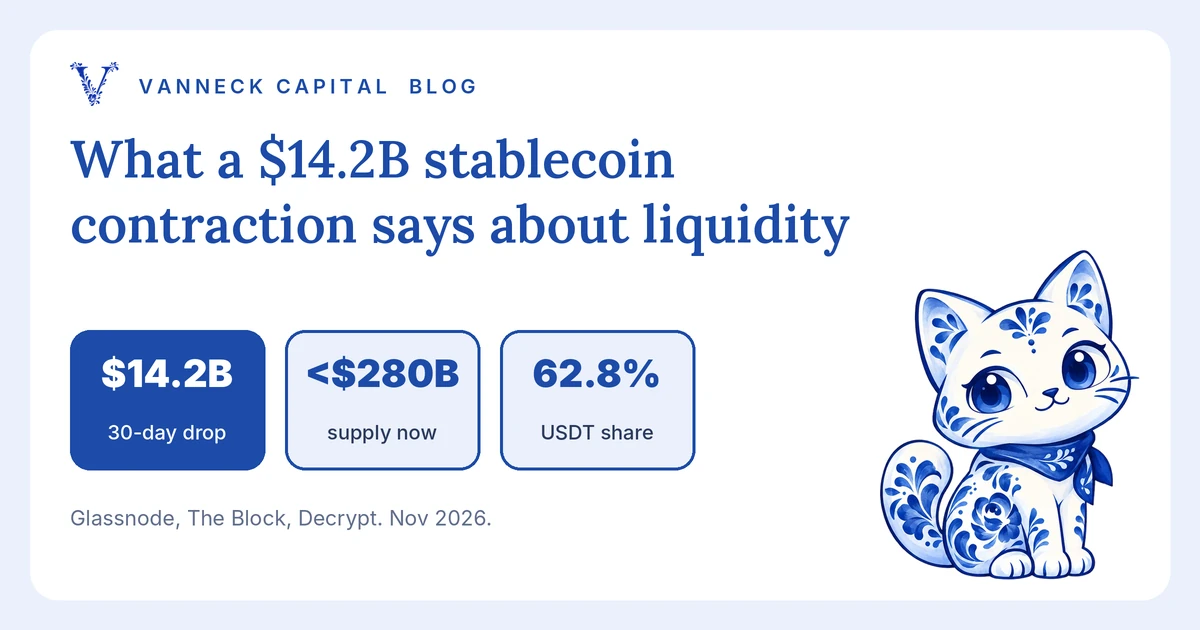 V VANNECK CAPITAL BLOG
What a $14.2B stablecoin
contraction says about liquidity
$14.2B
30-day drop
<$280B
supply now
62.8%
USDT share
Glassnode, The Block, Decrypt. Nov 2026.